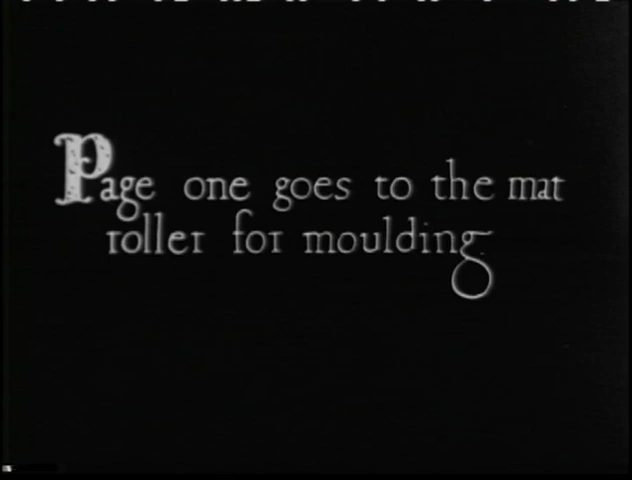 Page one goes to the mat
roller for moulding